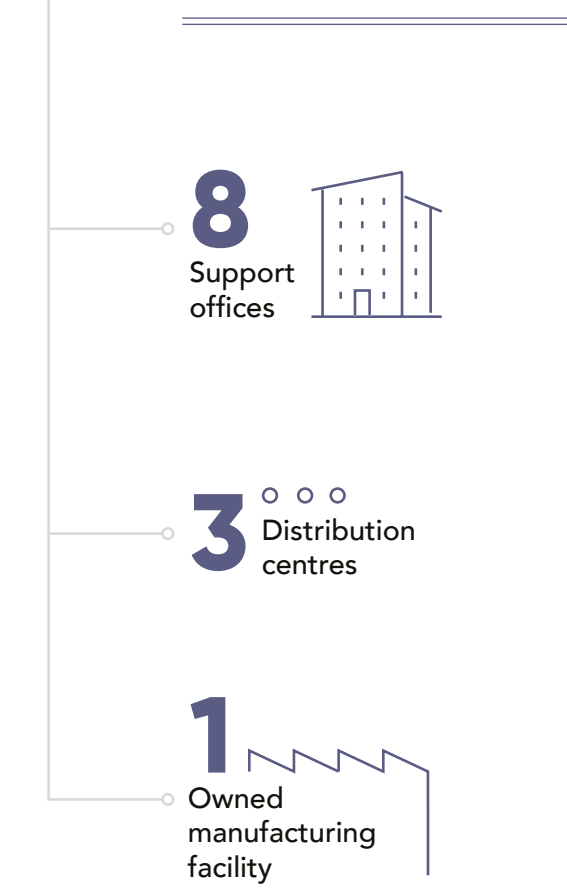 8
Support
offices
3
Distribution
centres
1
Owned
manufacturing
facility